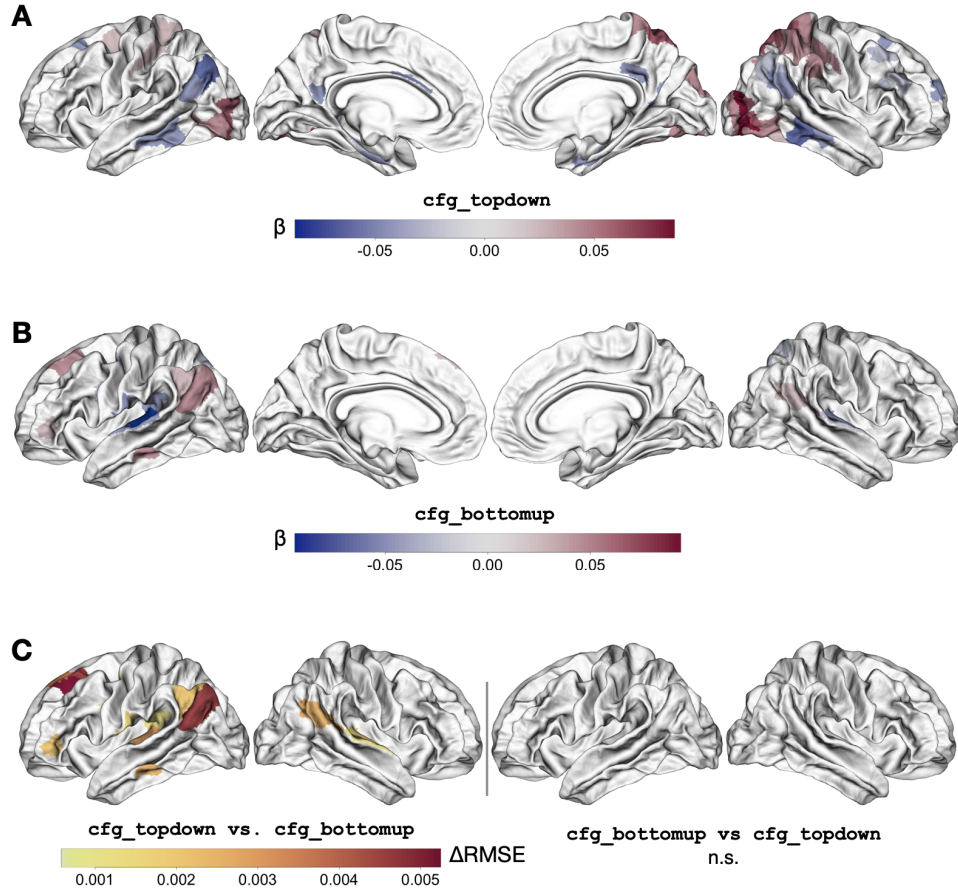 A
cfg_topdown
β
-0.05 0.00 0.05
B
cfg_bottomup
β
-0.05 0.00 0.05
C
cfg_topdown vs. cfg_bottomup
ΔRMSE
0.001 0.002 0.003 0.004 0.005
cfg_bottomup vs cfg_topdown
n.s.